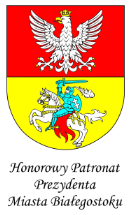 Honorowy Patronat
Prezydenta
Miasta Białegostoku